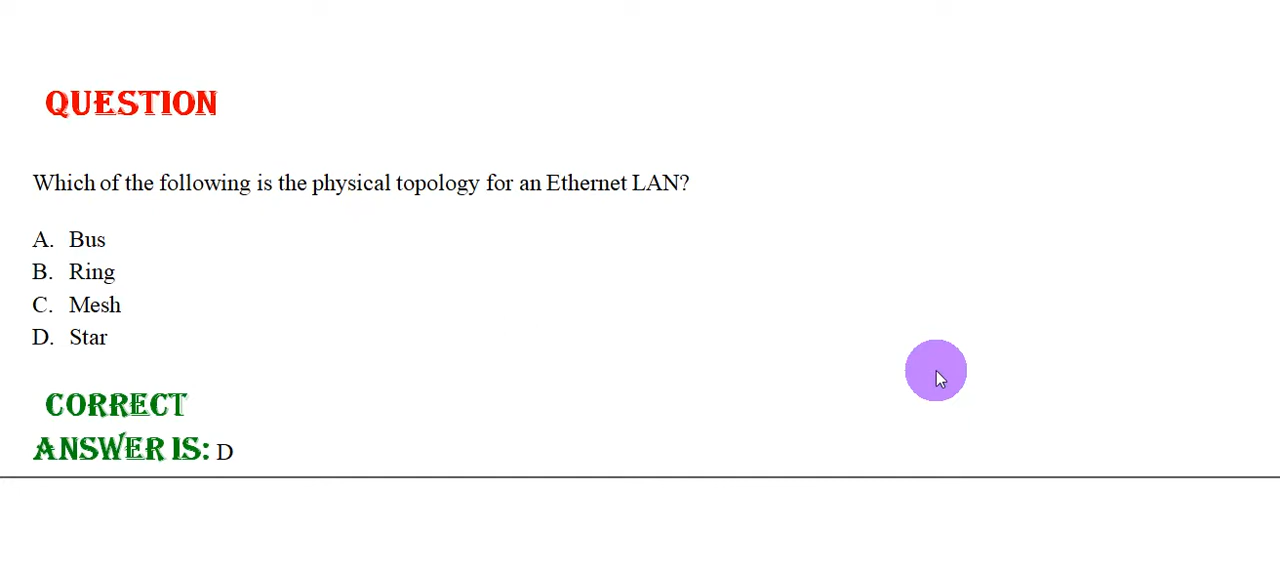 QUESTION
Which of the following is the physical topology for an Ethernet LAN?
A. Bus
B. Ring
C. Mesh
D. Star
CORRECT
ANSWER IS: D